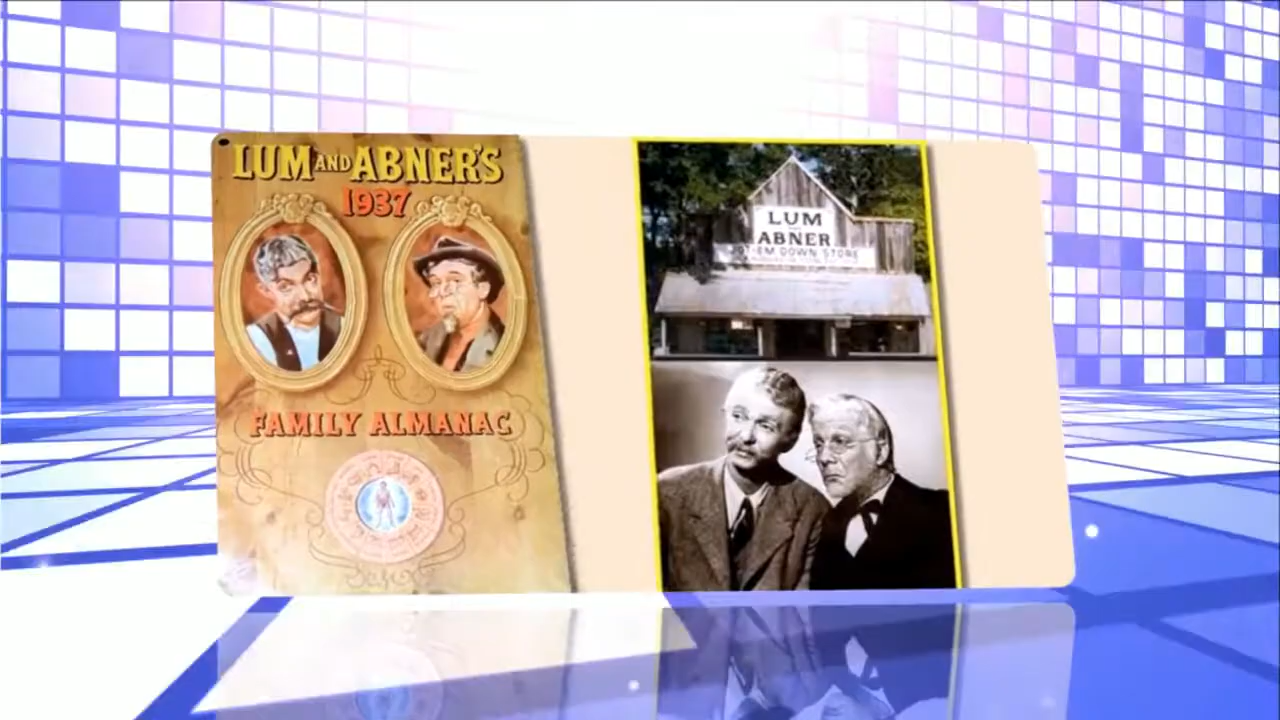 LUM AND ABNER'S
1937
FAMILY ALMANAC
LUM
ABNER
JOT-EM DOWN STORE